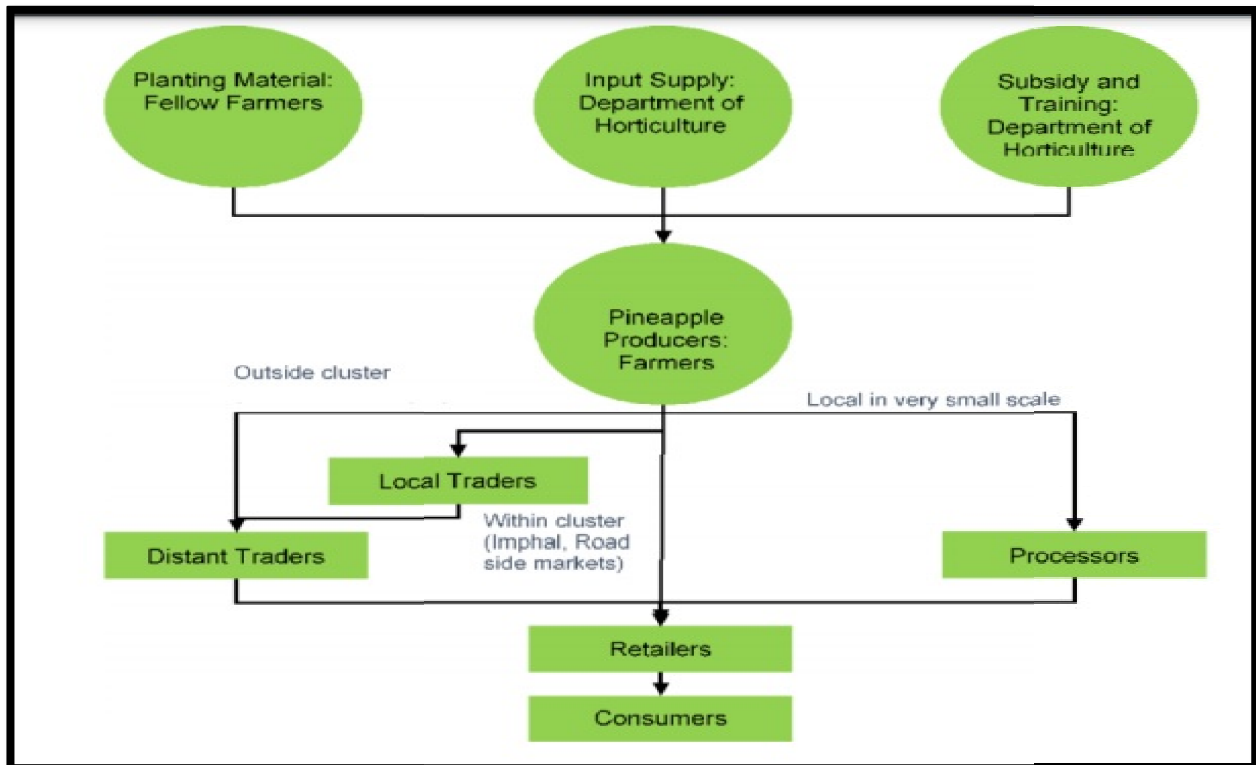 Planting Material:
Fellow Farmers
Input Supply:
Department of
Horticulture
Subsidy and
Training:
Department of
Horticulture
Pineapple
Producers:
Farmers
Outside cluster
Local in very small scale
Local Traders
Within cluster
(Imphal, Road
side markets)
Distant Traders
Processors
Retailers
Consumers